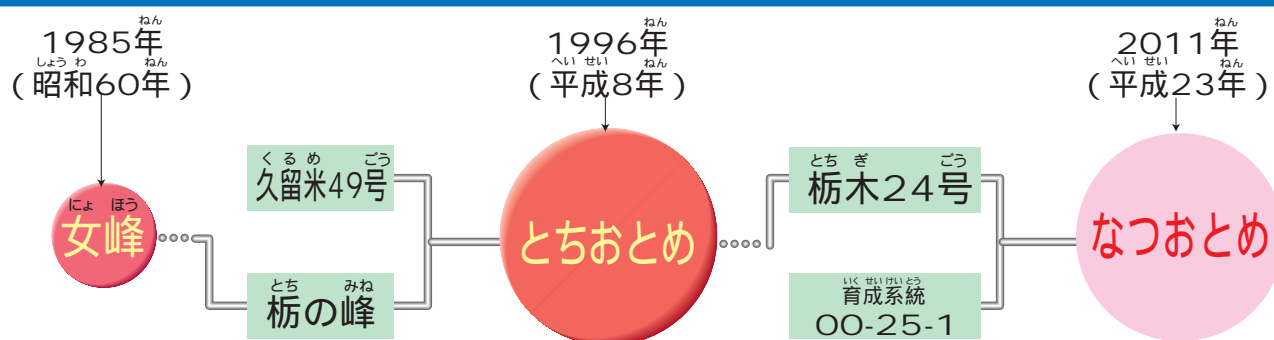 1985年
(昭和60年)
1996年
(平成8年)
2011年
(平成23年)
女峰
久留米49号
栃の峰
とちおとめ
栃木24号
育成系統
00-25-1
なつおとめ